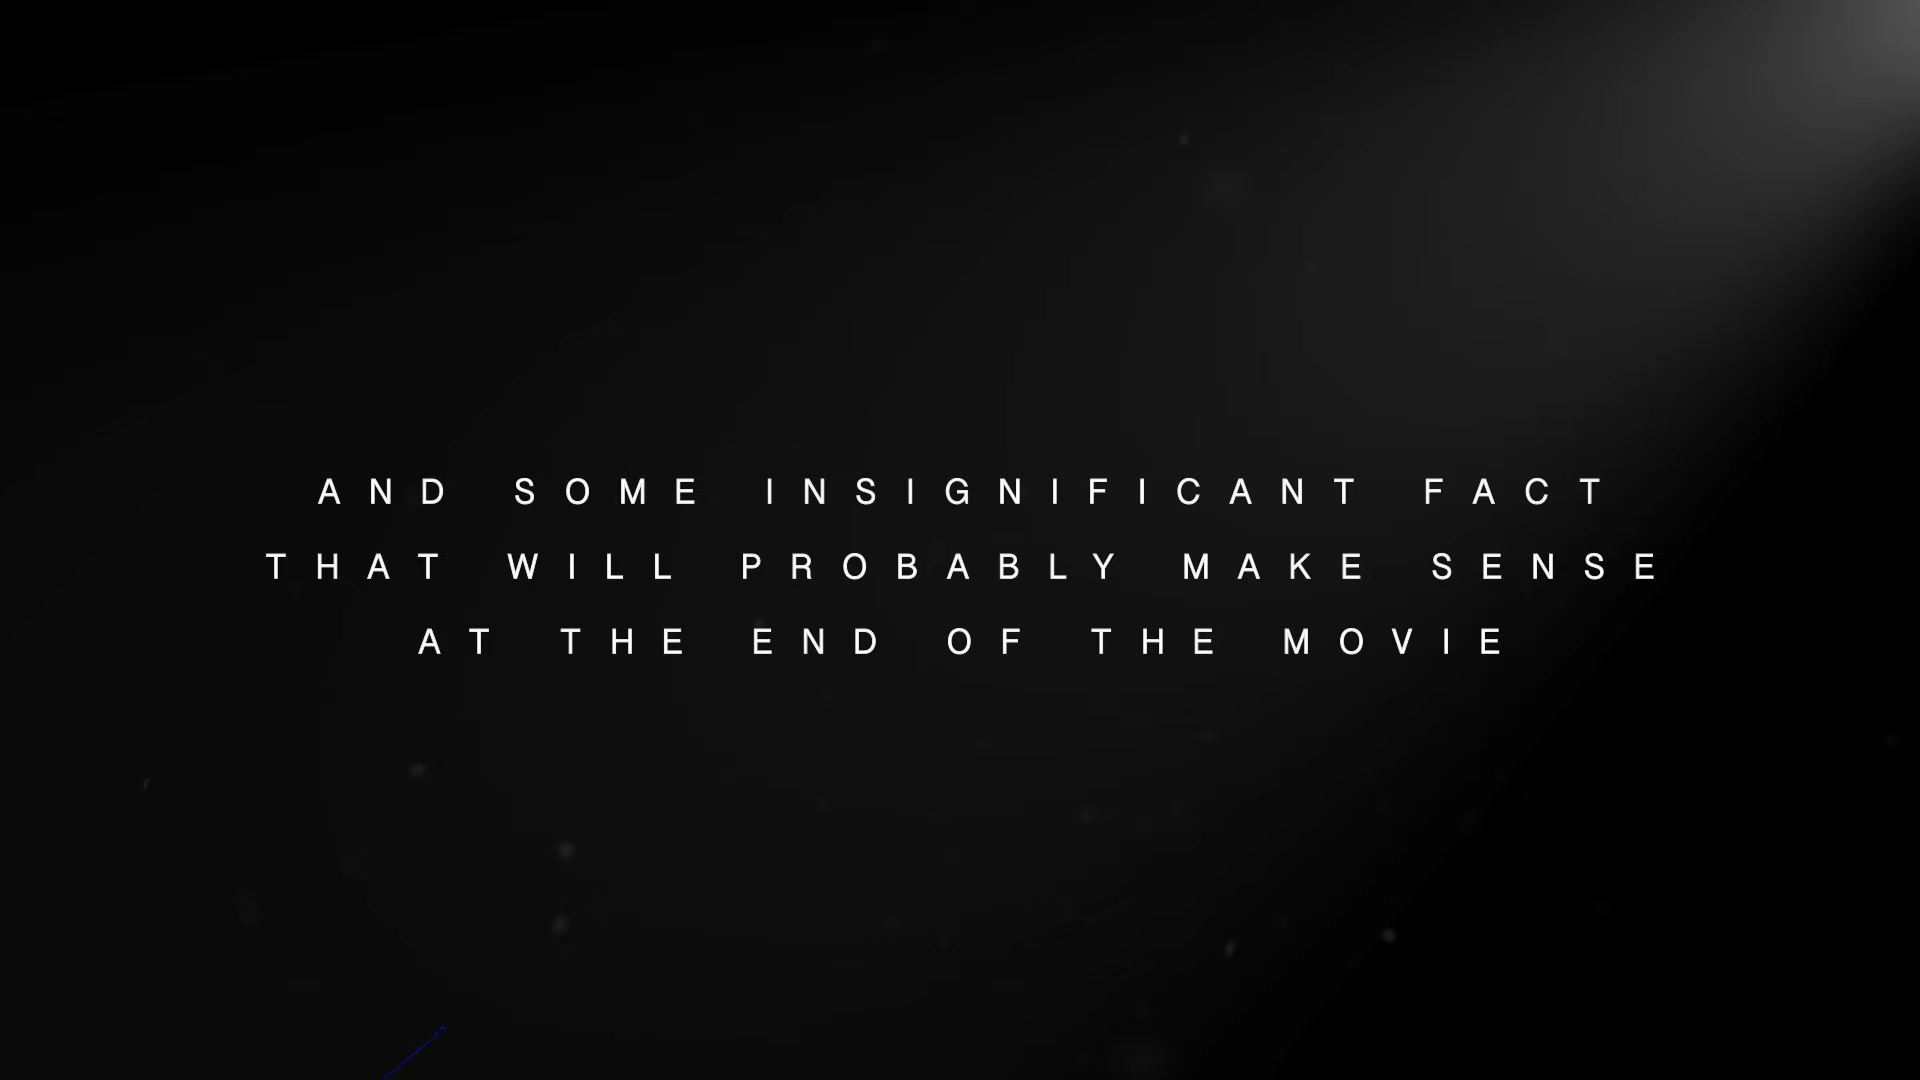 AND SOME INSIGNIFICANT FACT
THAT WILL PROBABLY MAKE SENSE
AT THE END OF THE MOVIE